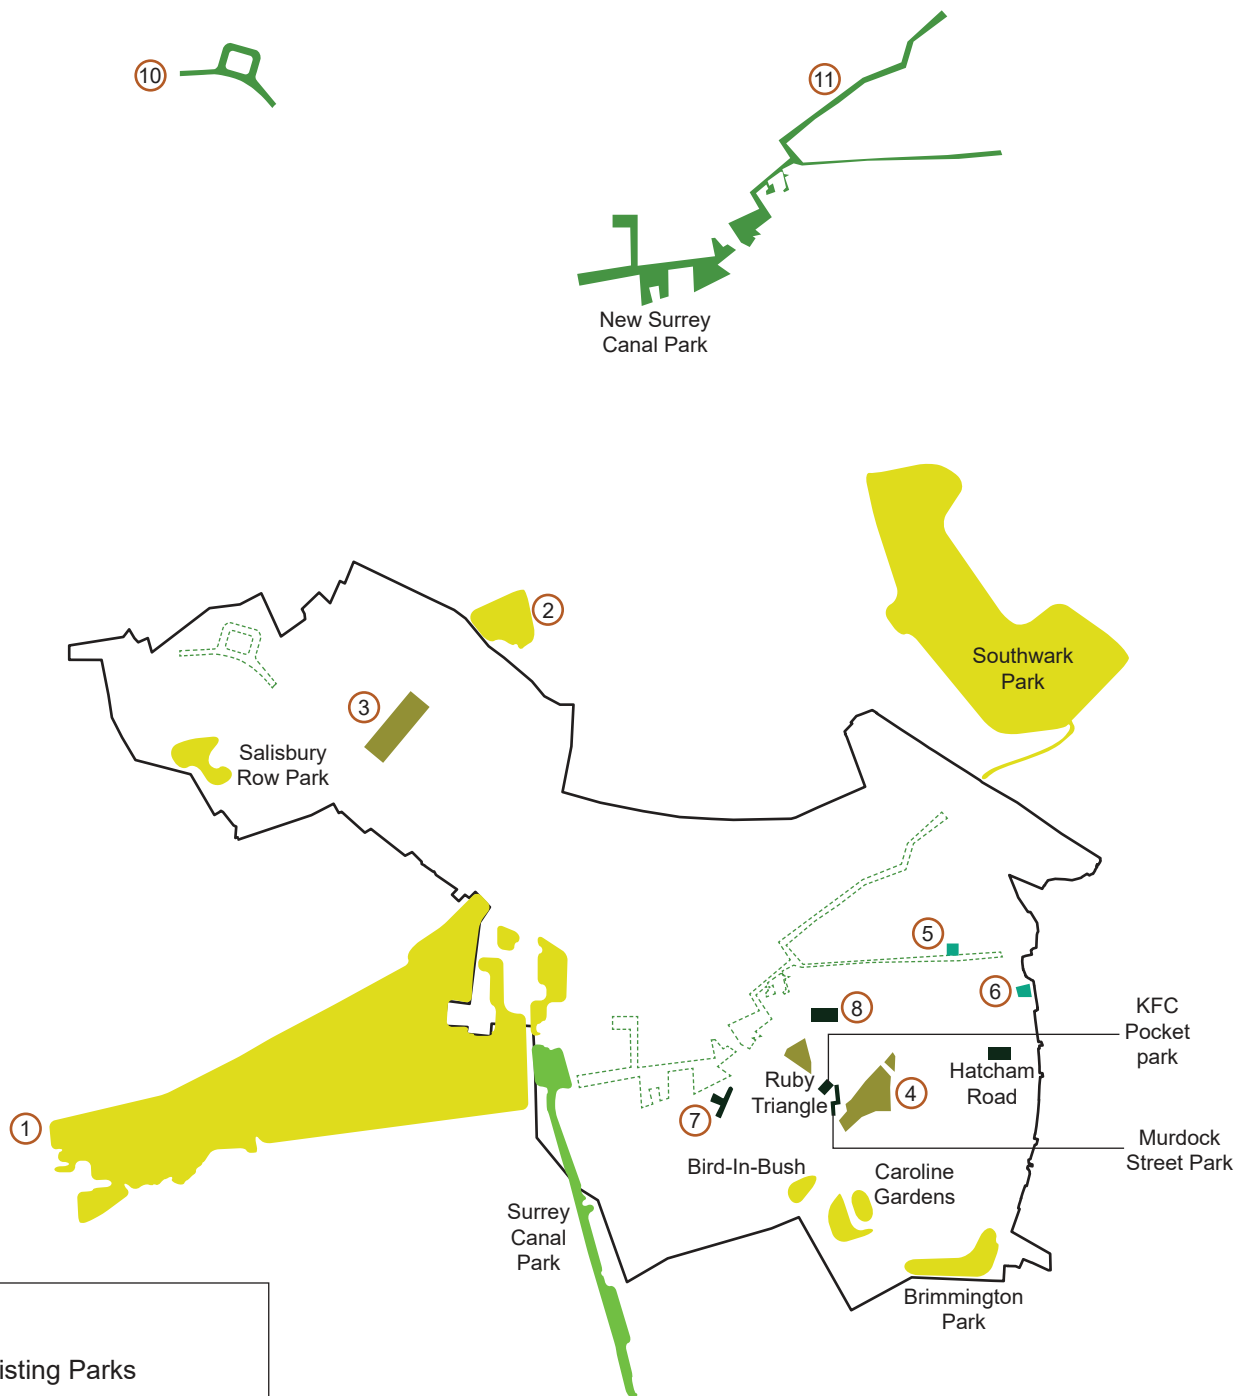 10
11
New Surrey
Canal Park
2
Southwark
Park
3
Salisbury
Row Park
5
6
8
KFC
Pocket
park
Hatcham
Road
Ruby
Triangle
4
7
1
Murdock
Street Park
Bird-In-Bush
Caroline
Gardens
Surrey
Canal
Park
Brimmington
Park
isting Parks